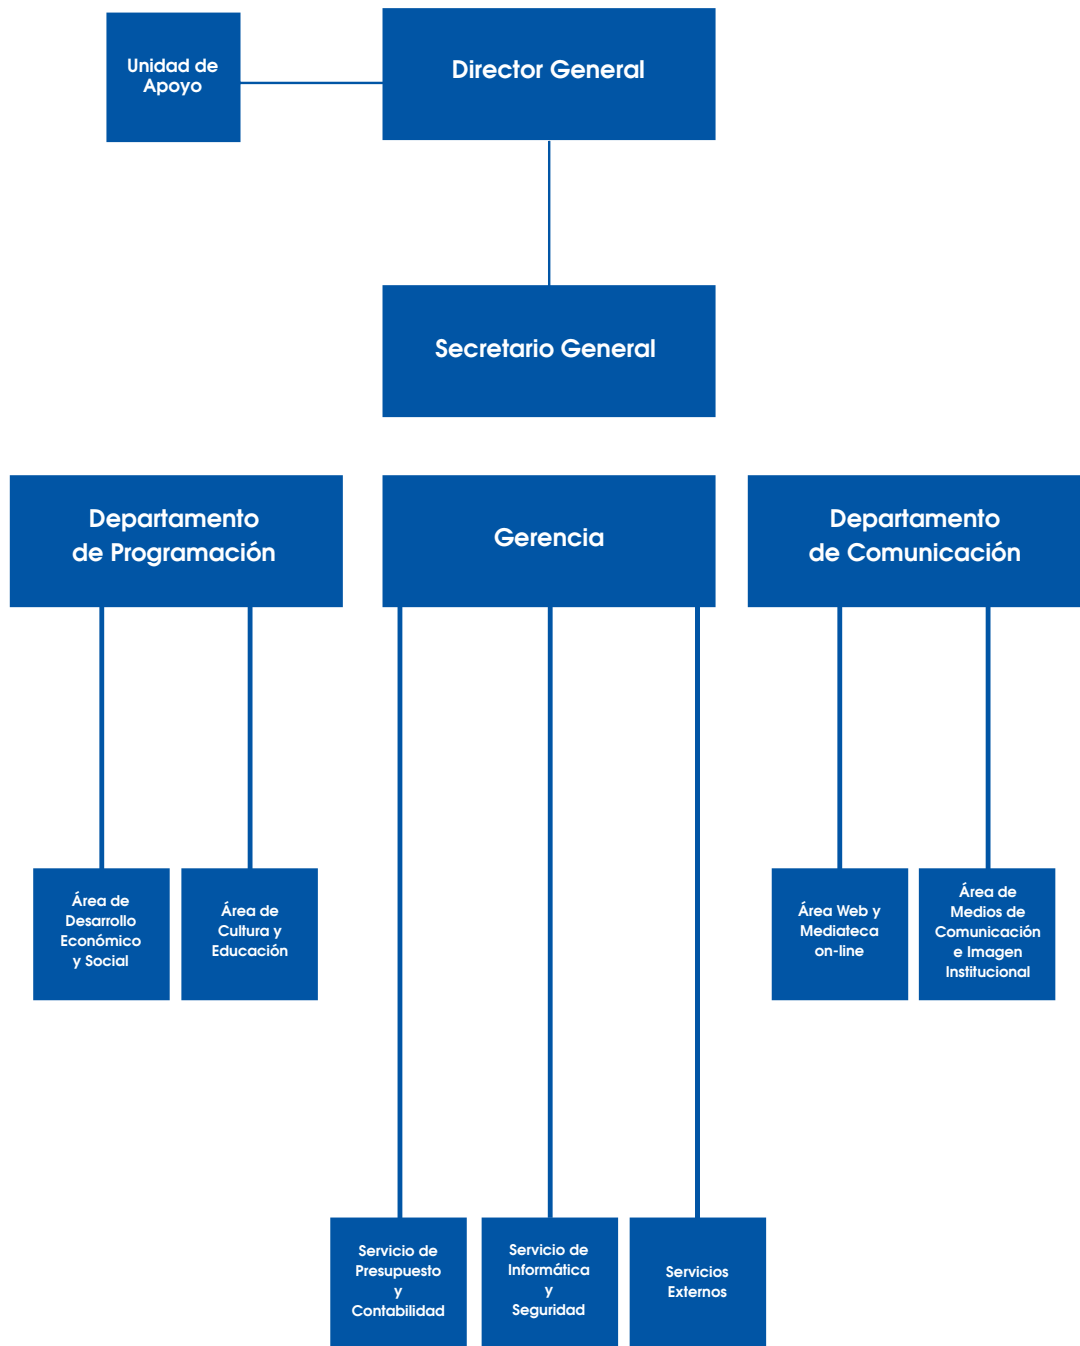 Unidad de
Apoyo
Director General
Secretario General
Departamento
de Programación
Gerencia
Departamento
de Comunicación
Área de
Desarrollo
Económico
y Social
Área de
Cultura y
Educación
Área Web y
Mediateca
on-line
Área de
Medios de
Comunicación
e Imagen
Institucional
Servicio de
Presupuesto
y
Contabilidad
Servicio de
Informática
y
Seguridad
Servicios
Externos